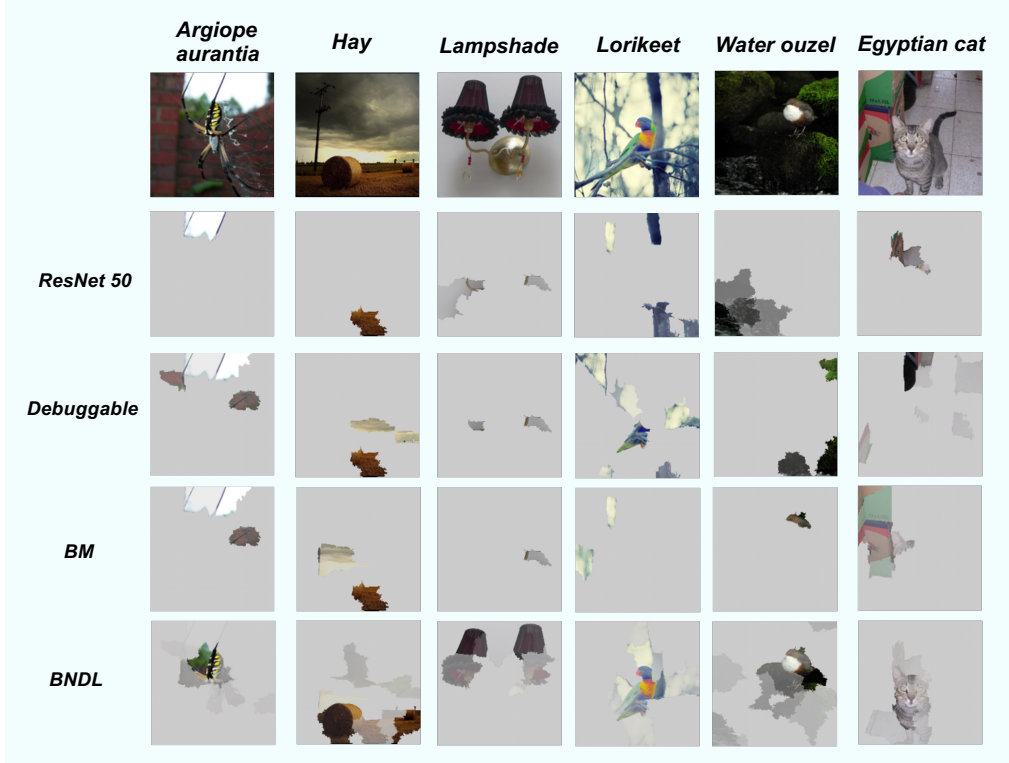 Argiope
aurantia
Hay
Lampshade
Lorikeet
Water ouzel
Egyptian cat
ResNet 50
Debuggable
BM
BNDL